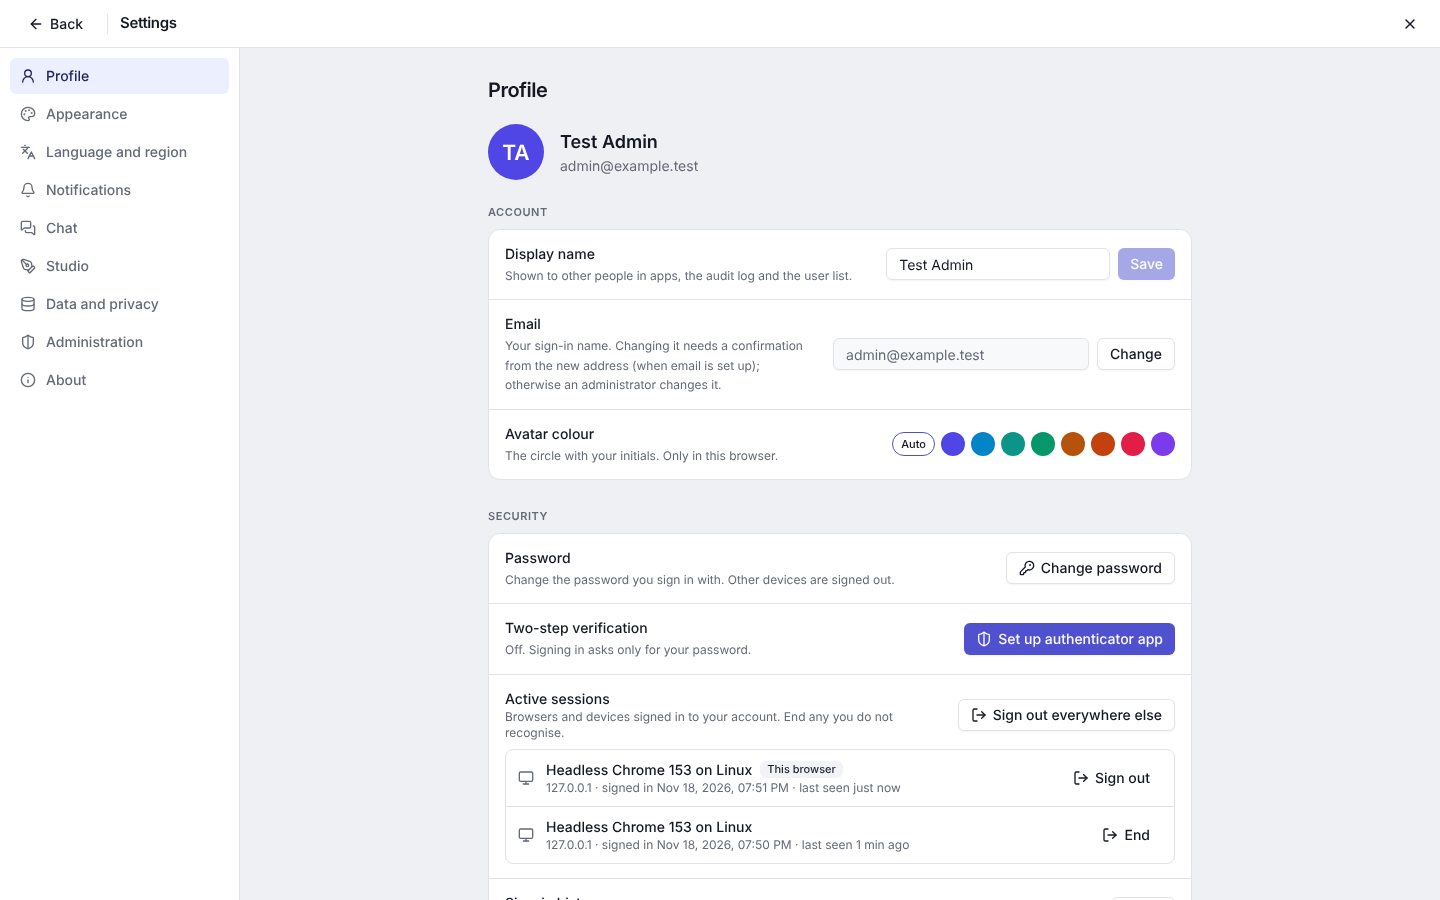 Back
Settings
Profile
Appearance
Language and region
Notifications
Chat
Studio
Data and privacy
Administration
About
Profile
TA
Test Admin
admin@example.test
ACCOUNT
Display name
Shown to other people in apps, the audit log and the user list.
Test Admin
Save
Email
Your sign-in name. Changing it needs a confirmation
from the new address (when email is set up);
otherwise an administrator changes it.
admin@example.test
Change
Avatar colour
The circle with your initials. Only in this browser.
Auto
SECURITY
Password
Change the password you sign in with. Other devices are signed out.
Change password
Two-step verification
Off. Signing in asks only for your password.
Set up authenticator app
Active sessions
Browsers and devices signed in to your account. End any you do not
recognise.
Sign out everywhere else
Headless Chrome 153 on Linux
This browser
127.0.0.1 · signed in Nov 18, 2026, 07:51 PM · last seen just now
Sign out
Headless Chrome 153 on Linux
127.0.0.1 · signed in Nov 18, 2026, 07:50 PM · last seen 1 min ago
End